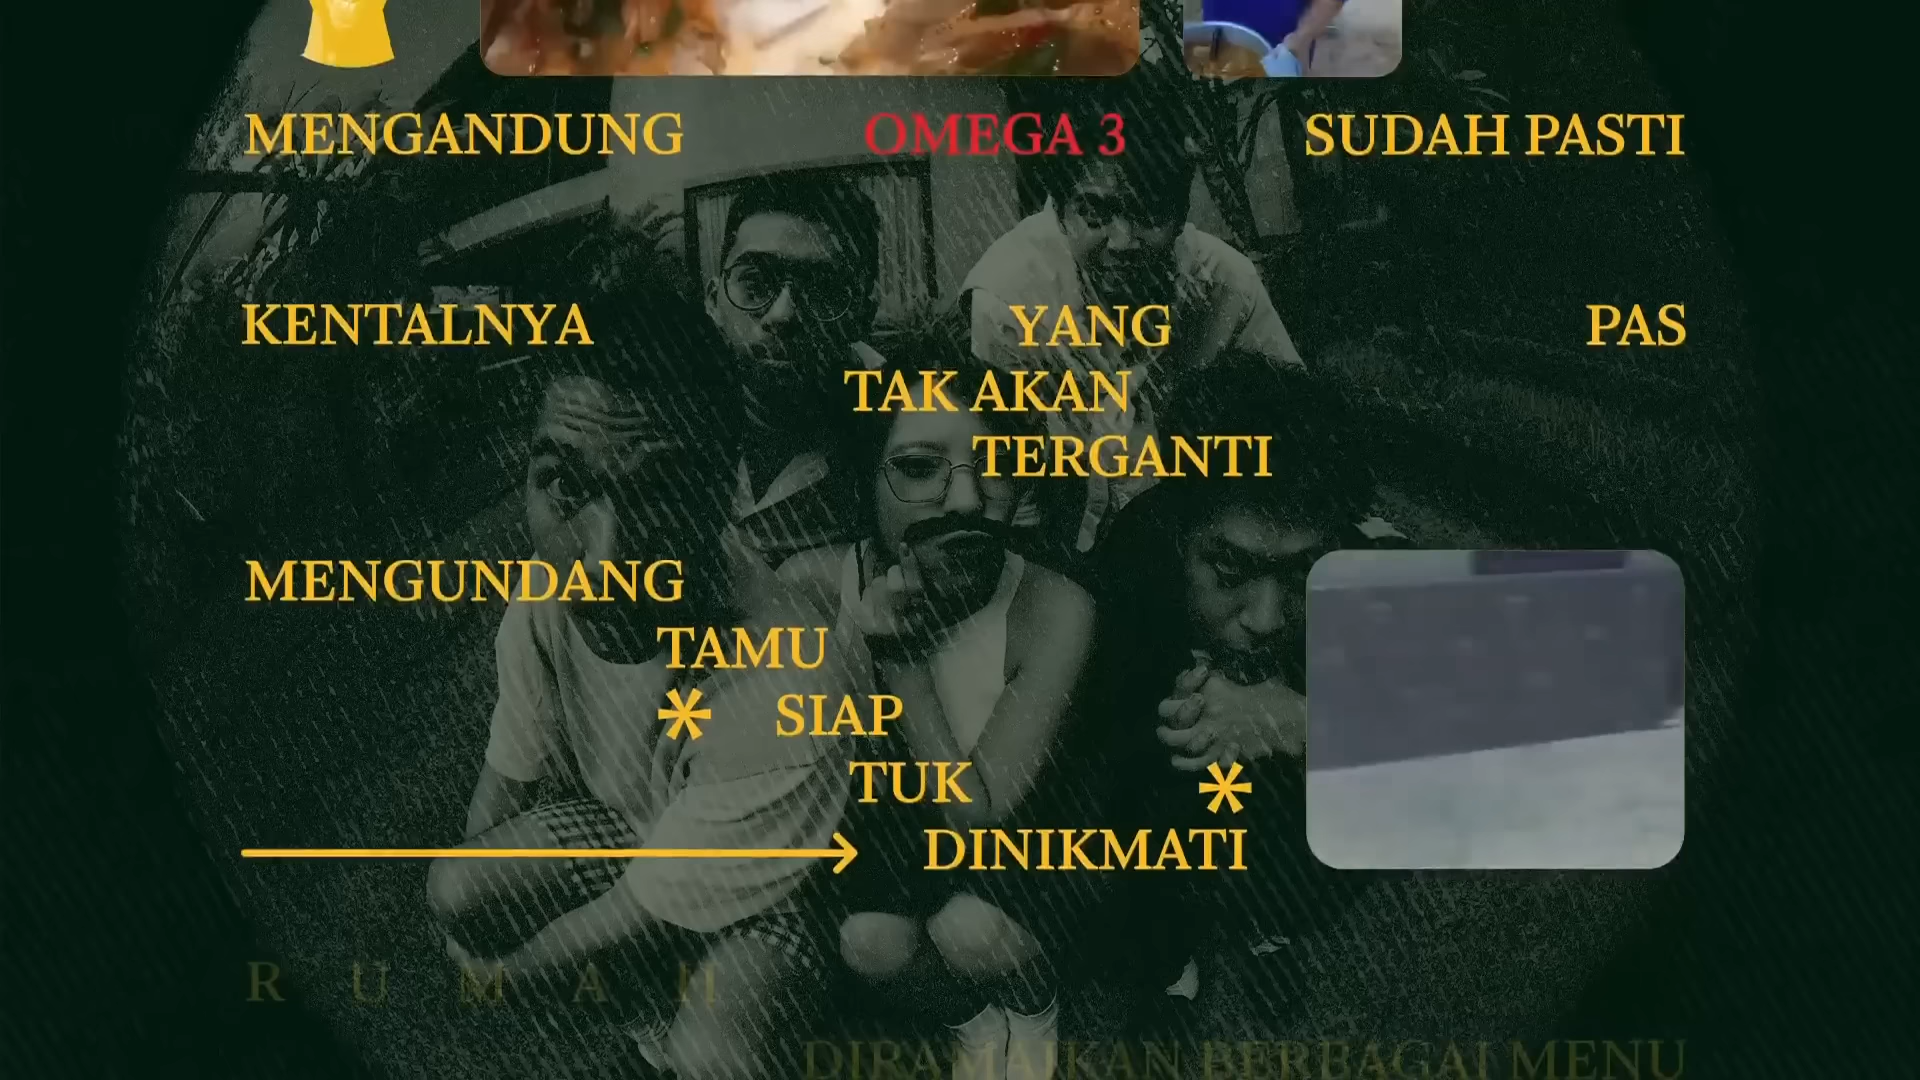 MENGANDUNG OMEGA 3 SUDAH PASTI
KENTALNYA YANG PAS
TAK AKAN
TERGANTI
MENGUNDANG
TAMU
* SIAP
TUK
*
DINIKMATI
R U M A H
DIRAMAIKAN BERBAGAI MENU